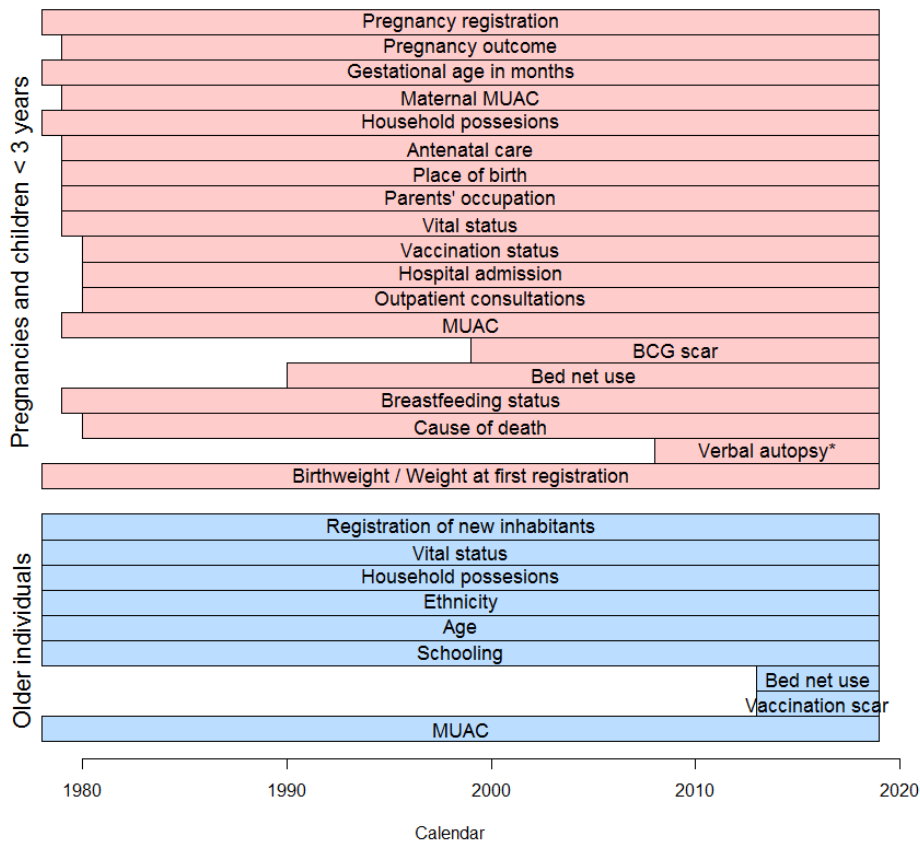 Pregnancies and children < 3 years
Pregnancy registration
Pregnancy outcome
Gestational age in months
Maternal MUAC
Household possesions
Antenatal care
Place of birth
Parents' occupation
Vital status
Vaccination status
Hospital admission
Outpatient consultations
MUAC
BCG scar
Bed net use
Breastfeeding status
Cause of death
Verbal autopsy*
Birthweight / Weight at first registration
Older individuals
Registration of new inhabitants
Vital status
Household possesions
Ethnicity
Age
Schooling
Bed net use
Vaccination scar
MUAC
1980 1990 2000 2010 2020
Calendar